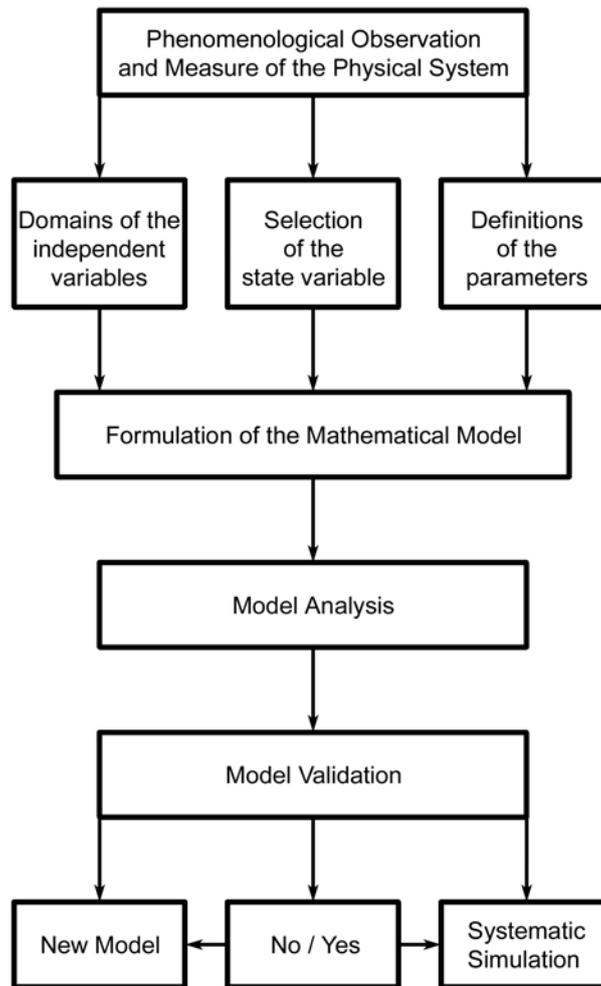 Phenomenological Observation
and Measure of the Physical System
Domains of the
independent
variables
Selection
of the
state variable
Definitions
of the
parameters
Formulation of the Mathematical Model
Model Analysis
Model Validation
New Model
No / Yes
Systematic
Simulation